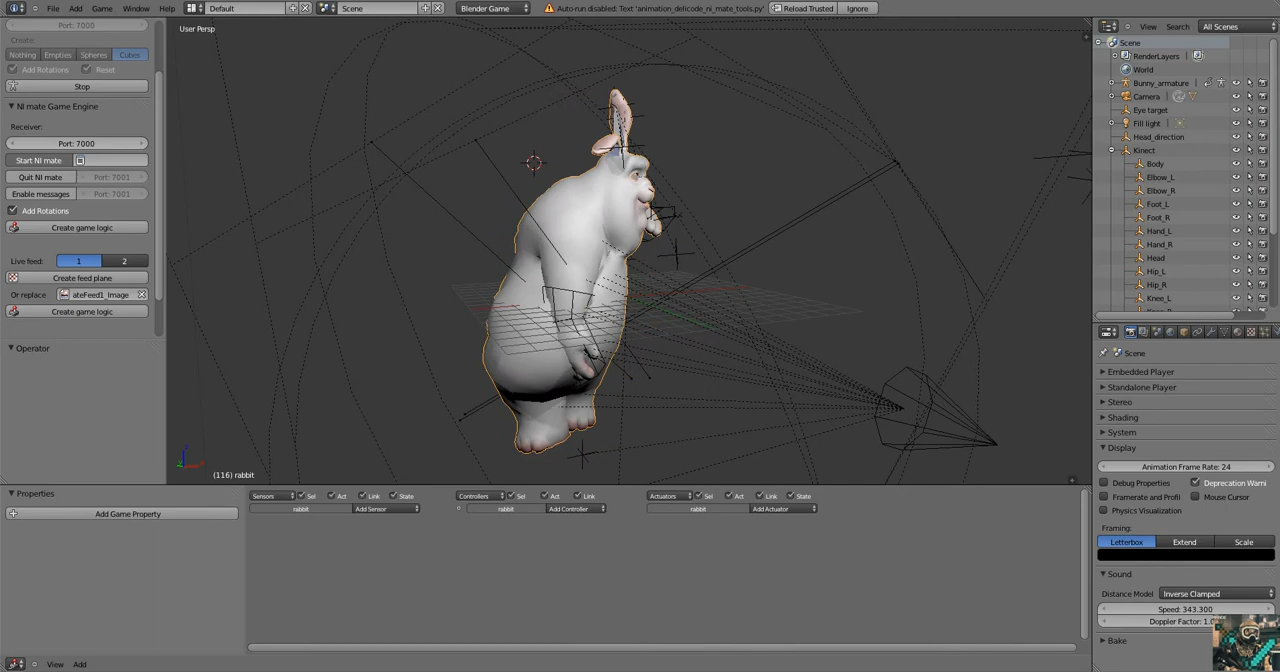 File Add Game Window Help Default Scene Blender Game Auto-run disabled: Text 'animation_delicode_ni_mate_tools.py' Reload Trusted Ignore
Port: 7000
Create:
Nothing Empties Spheres Cubes
Add Rotations Reset
Stop
NI mate Game Engine
Receiver:
Port: 7000
Start NI mate
Quit NI mate Port: 7001
Enable messages Port: 7001
Add Rotations
Create game logic
Live feed: 1 2
Create feed plane
Or replace ateFeed1_Image
Create game logic
Operator
User Persp
(116) rabbit
View Search All Scenes
Scene
RenderLayers
World
Bunny_armature
Camera
Eye target
Fill light
Head_direction
Kinect
Body
Elbow_L
Elbow_R
Foot_L
Foot_R
Hand_L
Hand_R
Head
Hip_L
Hip_R
Knee_L
Scene
Embedded Player
Standalone Player
Stereo
Shading
System
Display
Animation Frame Rate: 24
Debug Properties Deprecation Warni
Framerate and Profil Mouse Cursor
Physics Visualization
Framing:
Letterbox Extend Scale
Sound
Distance Model Inverse Clamped
Speed: 343.300
Doppler Factor: 1.0
Bake
Properties
Add Game Property
Sensors Sel Act Link State Controllers Sel Act Link Actuators Sel Act Link State
rabbit Add Sensor rabbit Add Controller rabbit Add Actuator
View Add